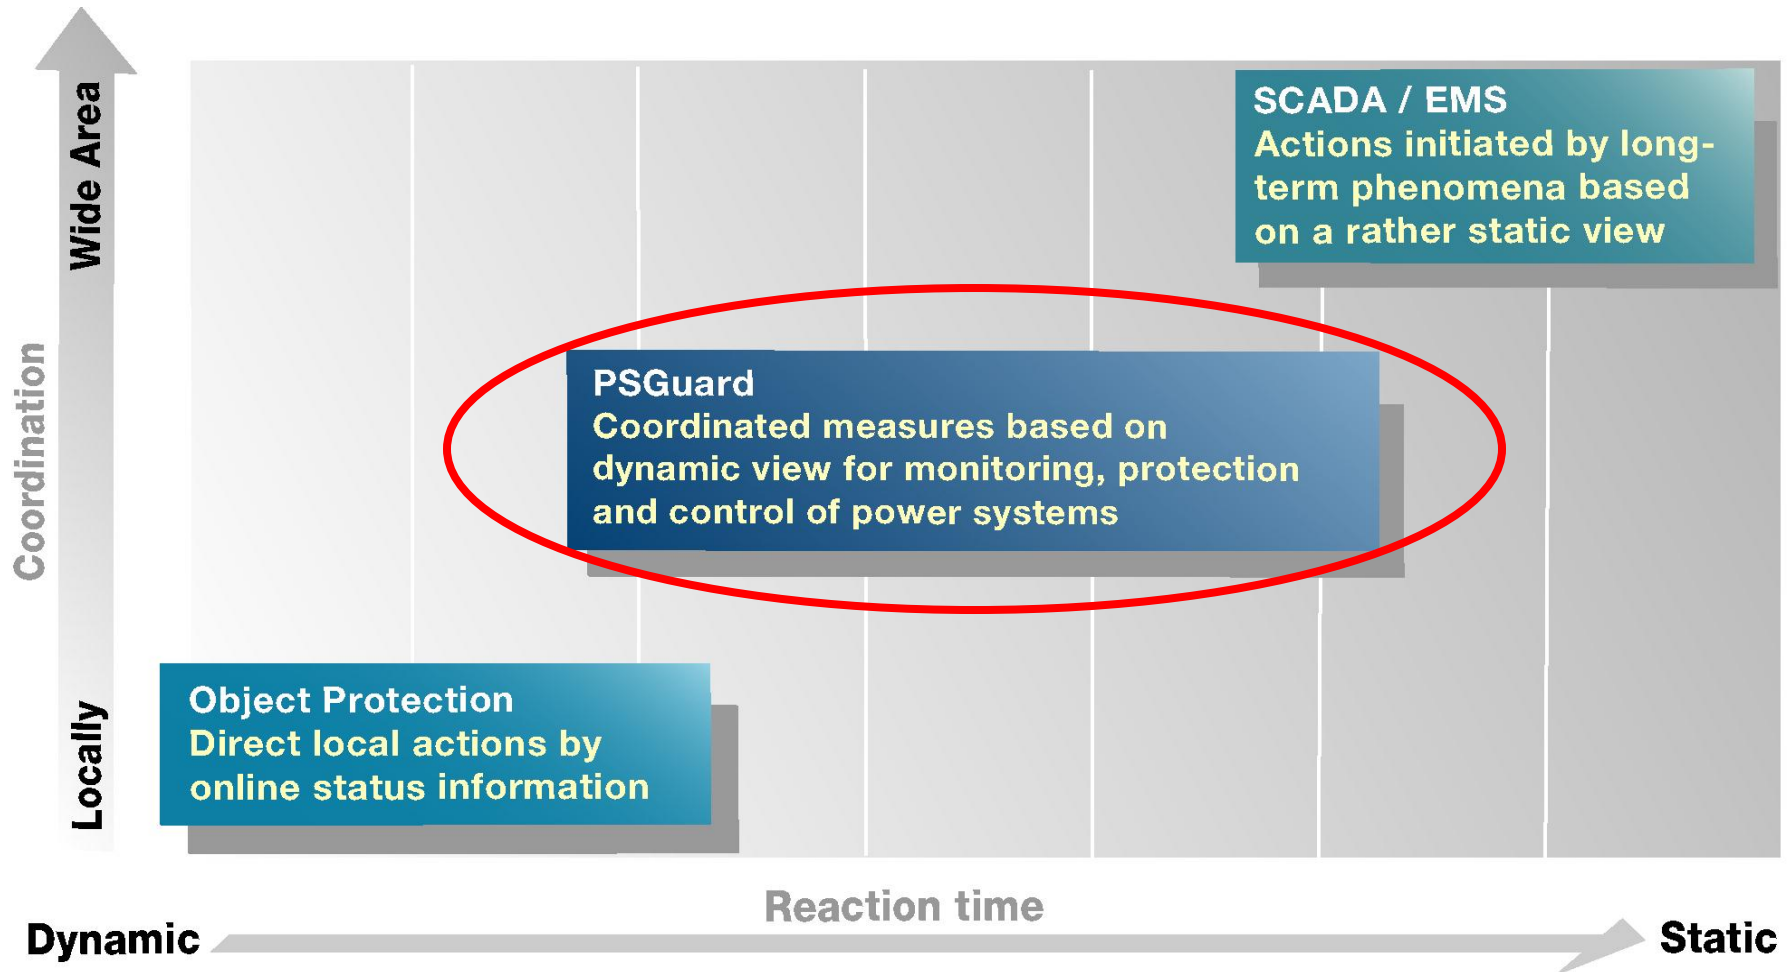 Wide Area
Coordination
Locally
SCADA / EMS
Actions initiated by long-
term phenomena based
on a rather static view
PSGuard
Coordinated measures based on
dynamic view for monitoring, protection
and control of power systems
Object Protection
Direct local actions by
online status information
Reaction time
Dynamic
Static